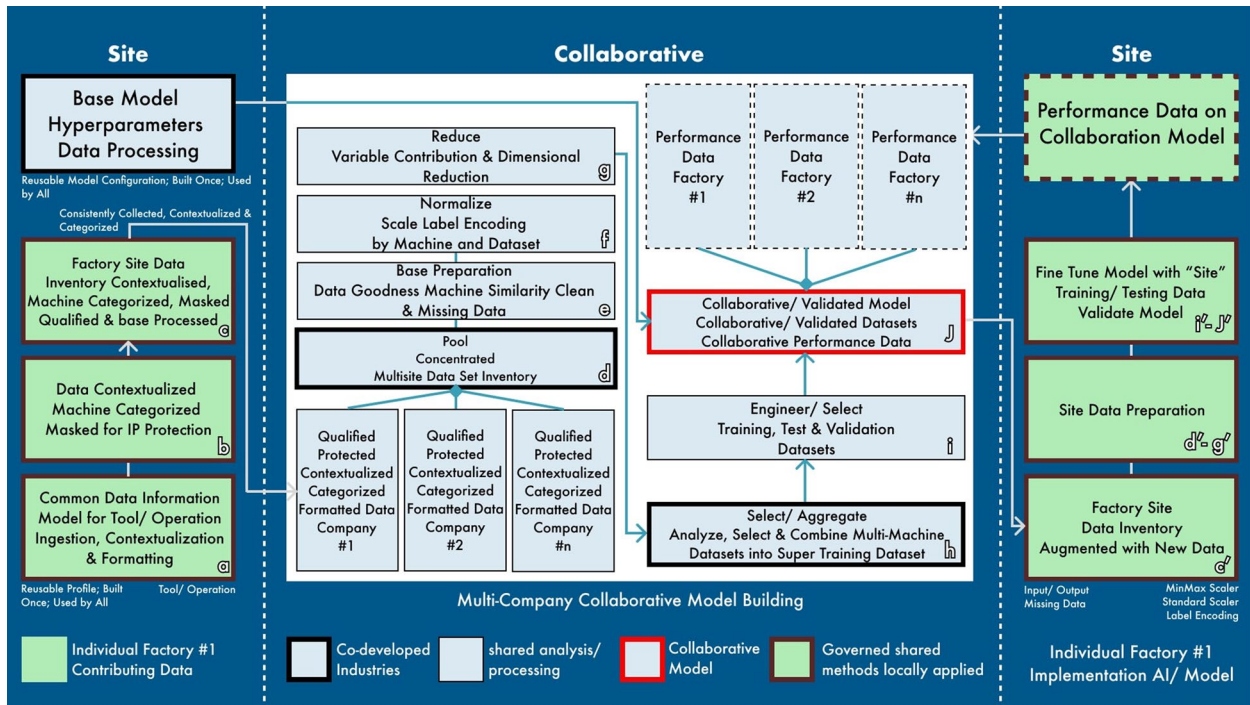 Site
Base Model
Hyperparameters
Data Processing
Reusable Model Configuration; Built Once; Used
by All
Consistently Collected, Contextualized &
Categorized
Factory Site Data
Inventory Contextualised,
Machine Categorized, Masked
Qualified & base Processed
c
Data Contextualized
Machine Categorized
Masked for IP Protection
b
Common Data Information
Model for Tool/ Operation
Ingestion, Contextualization
& Formatting
a
Reusable Profile; Built
Once; Used by All
Tool/ Operation
Individual Factory #1
Contributing Data
Collaborative
Reduce
Variable Contribution & Dimensional
Reduction
g
Normalize
Scale Label Encoding
by Machine and Dataset
f
Base Preparation
Data Goodness Machine Similarity Clean
& Missing Data
e
Pool
Concentrated
Multisite Data Set Inventory
d
Qualified
Protected
Contextualized
Categorized
Formatted Data
Company
#1
Qualified
Protected
Contextualized
Categorized
Formatted Data
Company
#2
Qualified
Protected
Contextualized
Categorized
Formatted Data
Company
#n
Performance
Data
Factory
#1
Performance
Data
Factory
#2
Performance
Data
Factory
#n
Collaborative/ Validated Model
Collaborative/ Validated Datasets
Collaborative Performance Data
J
Engineer/ Select
Training, Test & Validation
Datasets
i
Select/ Aggregate
Analyze, Select & Combine Multi-Machine
Datasets into Super Training Dataset
h
Multi-Company Collaborative Model Building
Co-developed
Industries
shared analysis/
processing
Collaborative
Model
Governed shared
methods locally applied
Site
Performance Data on
Collaboration Model
Fine Tune Model with “Site”
Training/ Testing Data
Validate Model
i’- J’
Site Data Preparation
d’- g’
Factory Site
Data Inventory
Augmented with New Data
c’
Input/ Output
Missing Data
MinMax Scaler
Standard Scaler
Label Encoding
Individual Factory #1
Implementation AI/ Model